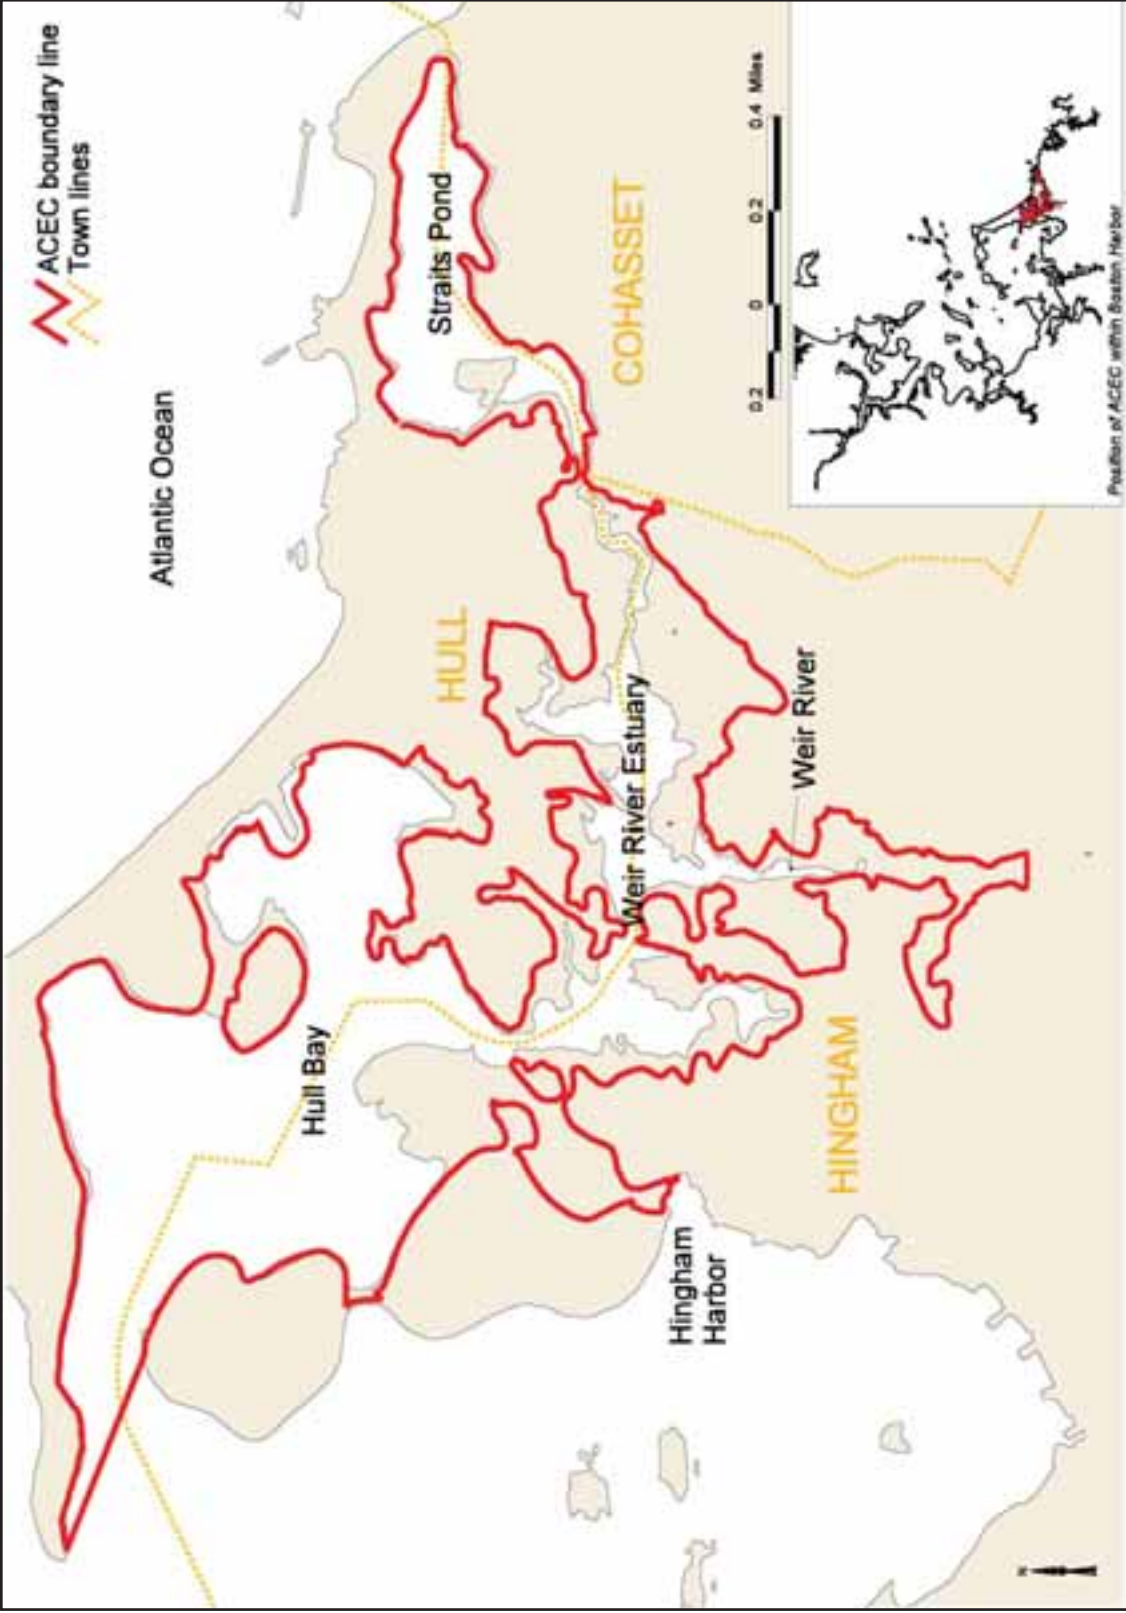 ACEC boundary line
Town lines
Atlantic Ocean
Straits Pond
COHASSET
HULL
Weir River Estuary
Weir River
Hull Bay
HINGHAM
Hingham
Harbor
0.2 0 0.2 0.4 Miles
Position of ACEC within Boston Harbor
N